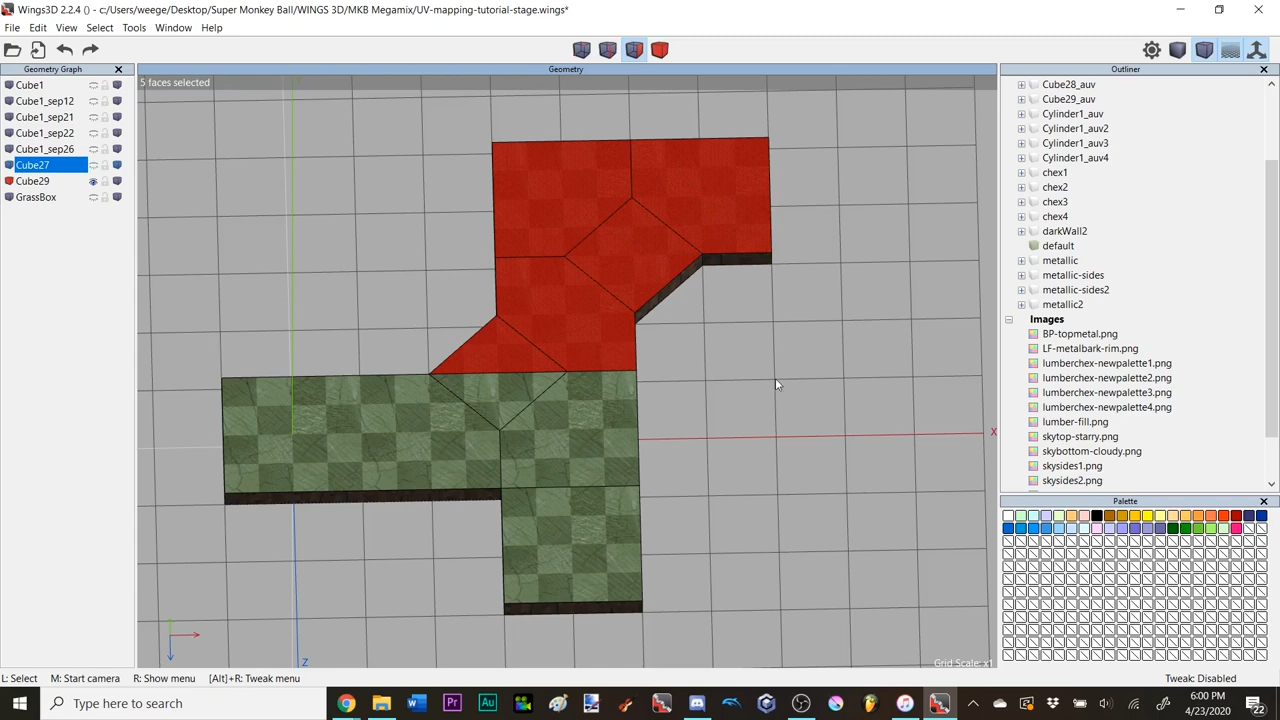 Wings3D 2.2.4 () - c:/Users/weege/Desktop/Super Monkey Ball/WINGS 3D/MKB Megamix/UV-mapping-tutorial-stage.wings*
File Edit View Select Tools Window Help
Geometry Graph
Geometry
Outliner
5 faces selected
Cube1
Cube1_sep12
Cube1_sep21
Cube1_sep22
Cube1_sep26
Cube27
Cube29
GrassBox
Cube28_auv
Cube29_auv
Cylinder1_auv
Cylinder1_auv2
Cylinder1_auv3
Cylinder1_auv4
chex1
chex2
chex3
chex4
darkWall2
default
metallic
metallic-sides
metallic-sides2
metallic2
Images
BP-topmetal.png
LF-metalbark-rim.png
lumberchex-newpalette1.png
lumberchex-newpalette2.png
lumberchex-newpalette3.png
lumberchex-newpalette4.png
lumber-fill.png
skytop-starry.png
skybottom-cloudy.png
skysides1.png
skysides2.png
Palette
X
Z
Grid Scale: x1
L: Select M: Start camera R: Show menu [Alt]+R: Tweak menu
Tweak: Disabled
Type here to search
Pr
Au
6:00 PM
4/23/2020
22